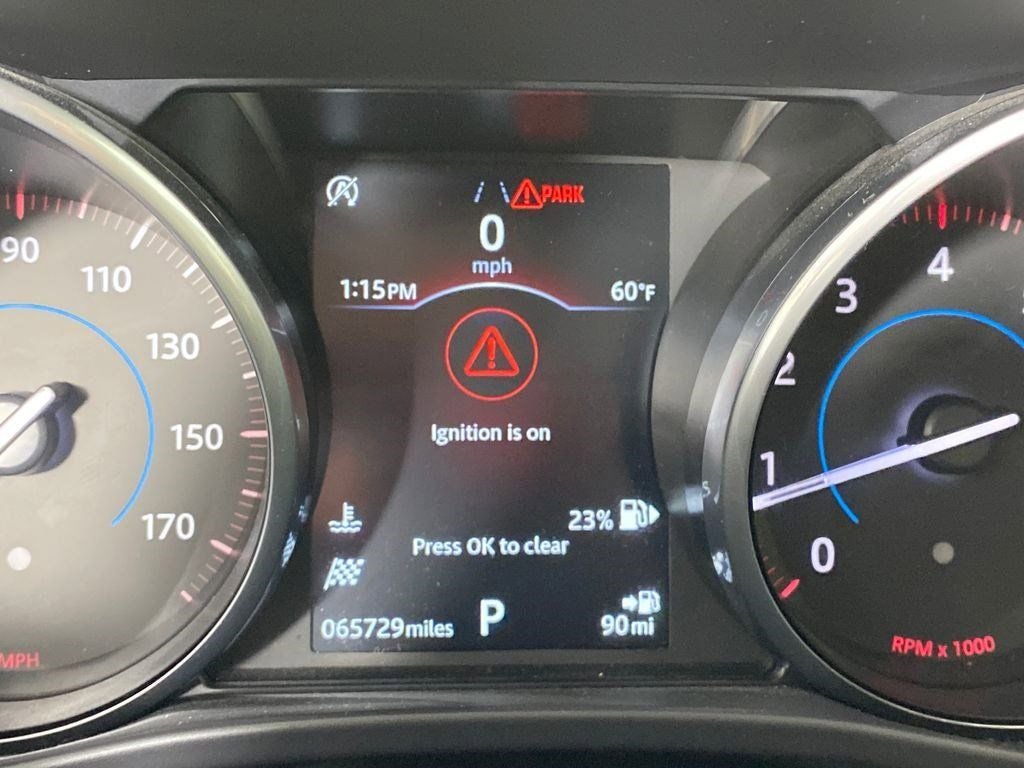 PARK
0
mph
1:15PM
60°F
Ignition is on
23%
Press OK to clear
065729miles
P
90mi
90
110
130
150
170
MPH
0
1
2
3
4
RPM x 1000